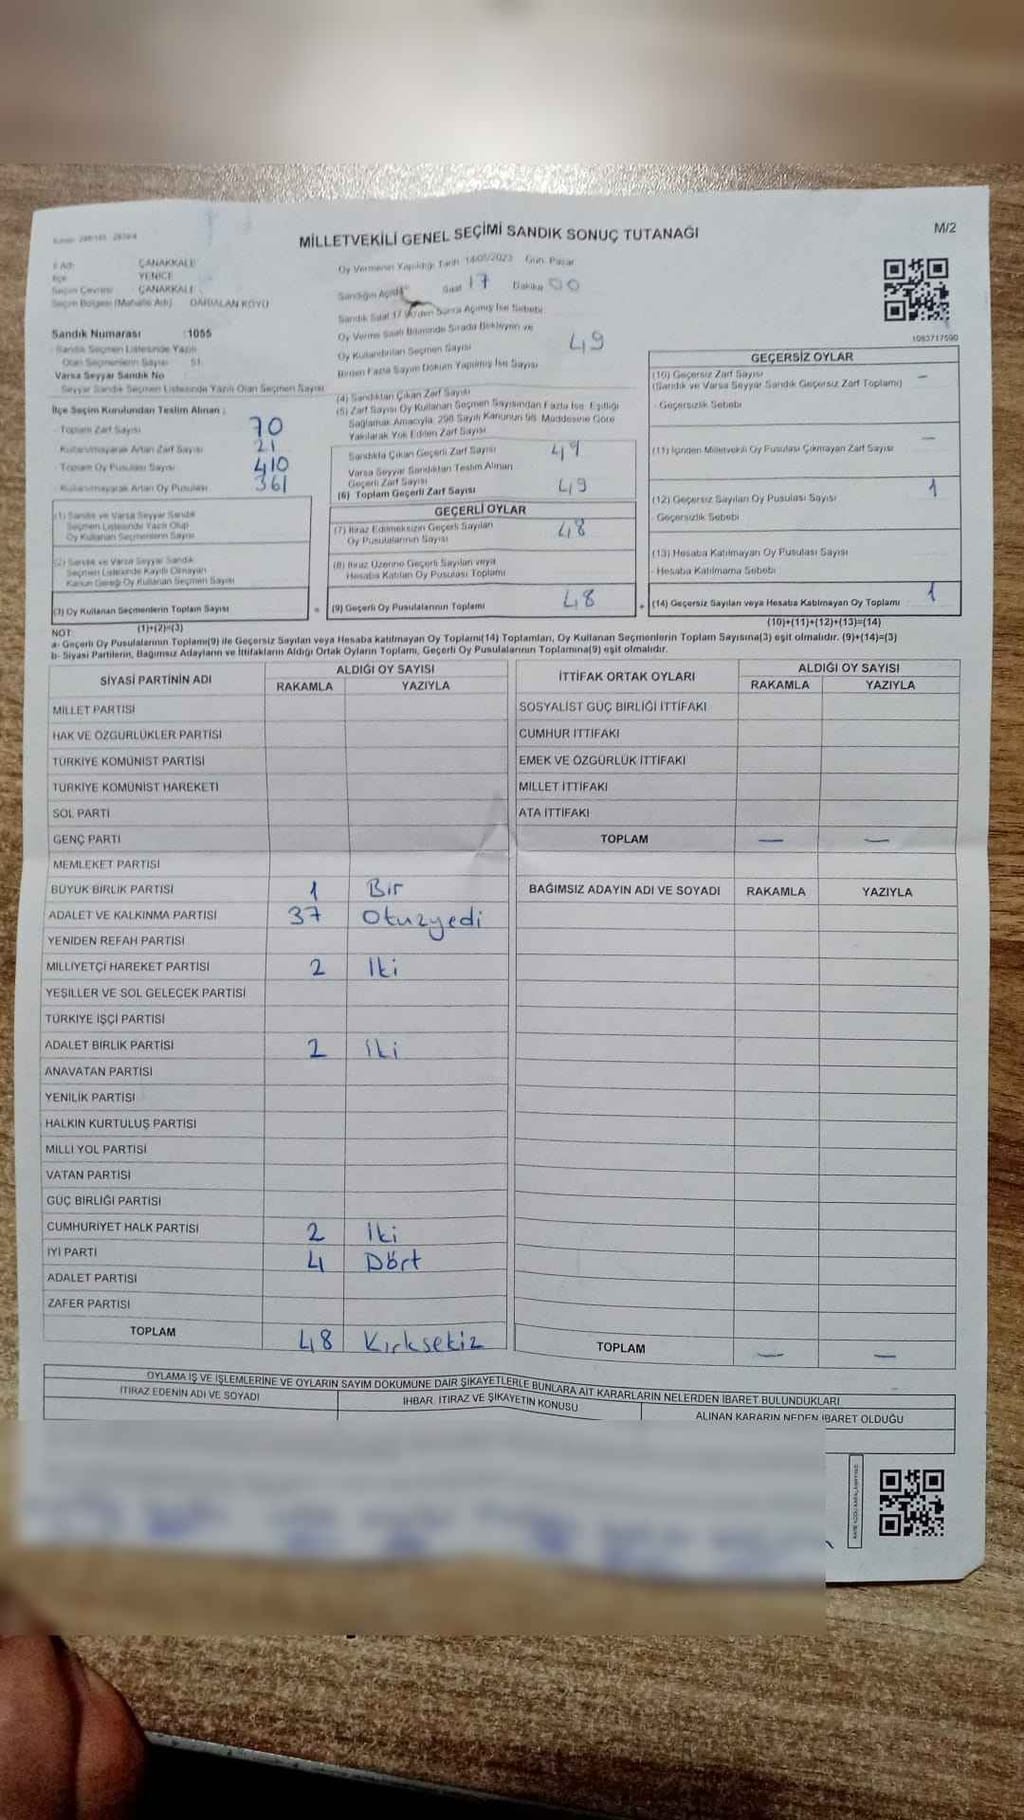 MİLLETVEKİLİ GENEL SEÇİMİ SANDIK SONUÇ TUTANAĞI
M/2
ÇANAKKALE
İlçe YENİCE
Seçim Çevresi ÇANAKKALE
Seçim Bölgesi (Mahalle Adı) DARIALAN KÖYÜ
Sandık Numarası :1055
Sandık Seçmen Listesinde Yazılı
Olan Seçmenlerin Sayısı 51
Varsa Seyyar Sandık No
Seyyar Sandık Seçmen Listesinde Yazılı Olan Seçmen Sayısı
İlçe Seçim Kurulundan Teslim Alınan ;
- Toplam Zarf Sayısı 70
- Kullanılmayarak Artan Zarf Sayısı 21
- Toplam Oy Pusulası Sayısı 410
- Kullanılmayarak Artan Oy Pusulası 361
(1) Sandık ve Varsa Seyyar Sandık
Seçmen Listesinde Yazılı Olup
Oy Kullanan Seçmenlerin Sayısı
(2) Sandık ve Varsa Seyyar Sandık
Seçmen Listesinde Kayıtlı Olmayan
Kanun Gereği Oy Kullanan Seçmen Sayısı
(3) Oy Kullanan Seçmenlerin Toplam Sayısı
(1)+(2)=(3)
Oy Vermenin Yapıldığı Tarih 14/05/2023 Gün: Pazar
Sandığın Açıldığı Saat 17 Dakika 00
Sandık Saat 17:00'den Sonra Açılmış İse Sebebi
Oy Verme Saati Bitiminde Sırada Bekleyen ve
Oy Kullandırılan Seçmen Sayısı 49
Birden Fazla Sayım Döküm Yapılmış İse Sayısı
(4) Sandıktan Çıkan Zarf Sayısı
(5) Zarf Sayısı Oy Kullanan Seçmen Sayısından Fazla İse, Eşitliği
Sağlamak Amacıyla, 298 Sayılı Kanunun 98. Maddesine Göre
Yakılarak Yok Edilen Zarf Sayısı
Sandıkta Çıkan Geçerli Zarf Sayısı 49
Varsa Seyyar Sandıktan Teslim Alınan
Geçerli Zarf Sayısı
(6) Toplam Geçerli Zarf Sayısı 49
GEÇERLİ OYLAR
(7) İtiraz Edilmeksizin Geçerli Sayılan
Oy Pusulalarının Sayısı 48
(8) İtiraz Üzerine Geçerli Sayılan veya
Hesaba Katılan Oy Pusulası Toplamı
= (9) Geçerli Oy Pusulalarının Toplamı 48
1083717590
GEÇERSİZ OYLAR
(10) Geçersiz Zarf Sayısı —
(Sandık ve Varsa Seyyar Sandık Geçersiz Zarf Toplamı)
- Geçersizlik Sebebi
(11) İçinden Milletvekili Oy Pusulası Çıkmayan Zarf Sayısı —
(12) Geçersiz Sayılan Oy Pusulası Sayısı 1
- Geçersizlik Sebebi
(13) Hesaba Katılmayan Oy Pusulası Sayısı
- Hesaba Katılmama Sebebi
+ (14) Geçersiz Sayılan veya Hesaba Katılmayan Oy Toplamı 1
(10)+(11)+(12)+(13)=(14)
NOT:
a- Geçerli Oy Pusulalarının Toplamı(9) ile Geçersiz Sayılan veya Hesaba katılmayan Oy Toplamı(14) Toplamları, Oy Kullanan Seçmenlerin Toplam Sayısına(3) eşit olmalıdır. (9)+(14)=(3)
b- Siyasi Partilerin, Bağımsız Adayların ve İttifakların Aldığı Ortak Oyların Toplamı, Geçerli Oy Pusulalarının Toplamına(9) eşit olmalıdır.
SİYASİ PARTİNİN ADI ALDIĞI OY SAYISI
RAKAMLA YAZIYLA
MİLLET PARTİSİ
HAK VE ÖZGÜRLÜKLER PARTİSİ
TÜRKİYE KOMÜNİST PARTİSİ
TÜRKİYE KOMÜNİST HAREKETİ
SOL PARTİ
GENÇ PARTİ
MEMLEKET PARTİSİ
BÜYÜK BİRLİK PARTİSİ 1 Bir
ADALET VE KALKINMA PARTİSİ 37 Otuzyedi
YENİDEN REFAH PARTİSİ
MİLLİYETÇİ HAREKET PARTİSİ 2 İki
YEŞİLLER VE SOL GELECEK PARTİSİ
TÜRKİYE İŞÇİ PARTİSİ
ADALET BİRLİK PARTİSİ 2 İki
ANAVATAN PARTİSİ
YENİLİK PARTİSİ
HALKIN KURTULUŞ PARTİSİ
MİLLİ YOL PARTİSİ
VATAN PARTİSİ
GÜÇ BİRLİĞİ PARTİSİ
CUMHURİYET HALK PARTİSİ 2 İki
İYİ PARTİ 4 Dört
ADALET PARTİSİ
ZAFER PARTİSİ
TOPLAM 48 Kırksekiz
İTTİFAK ORTAK OYLARI ALDIĞI OY SAYISI
RAKAMLA YAZIYLA
SOSYALİST GÜÇ BİRLİĞİ İTTİFAKI
CUMHUR İTTİFAKI
EMEK VE ÖZGÜRLÜK İTTİFAKI
MİLLET İTTİFAKI
ATA İTTİFAKI
TOPLAM — —
BAĞIMSIZ ADAYIN ADI VE SOYADI RAKAMLA YAZIYLA
TOPLAM — —
OYLAMA İŞ VE İŞLEMLERİNE VE OYLARIN SAYIM DÖKÜMÜNE DAİR ŞİKAYETLERLE BUNLARA AİT KARARLARIN NELERDEN İBARET BULUNDUKLARI
İTİRAZ EDENİN ADI VE SOYADI İHBAR, İTİRAZ VE ŞİKAYETİN KONUSU ALINAN KARARIN NEDEN İBARET OLDUĞU